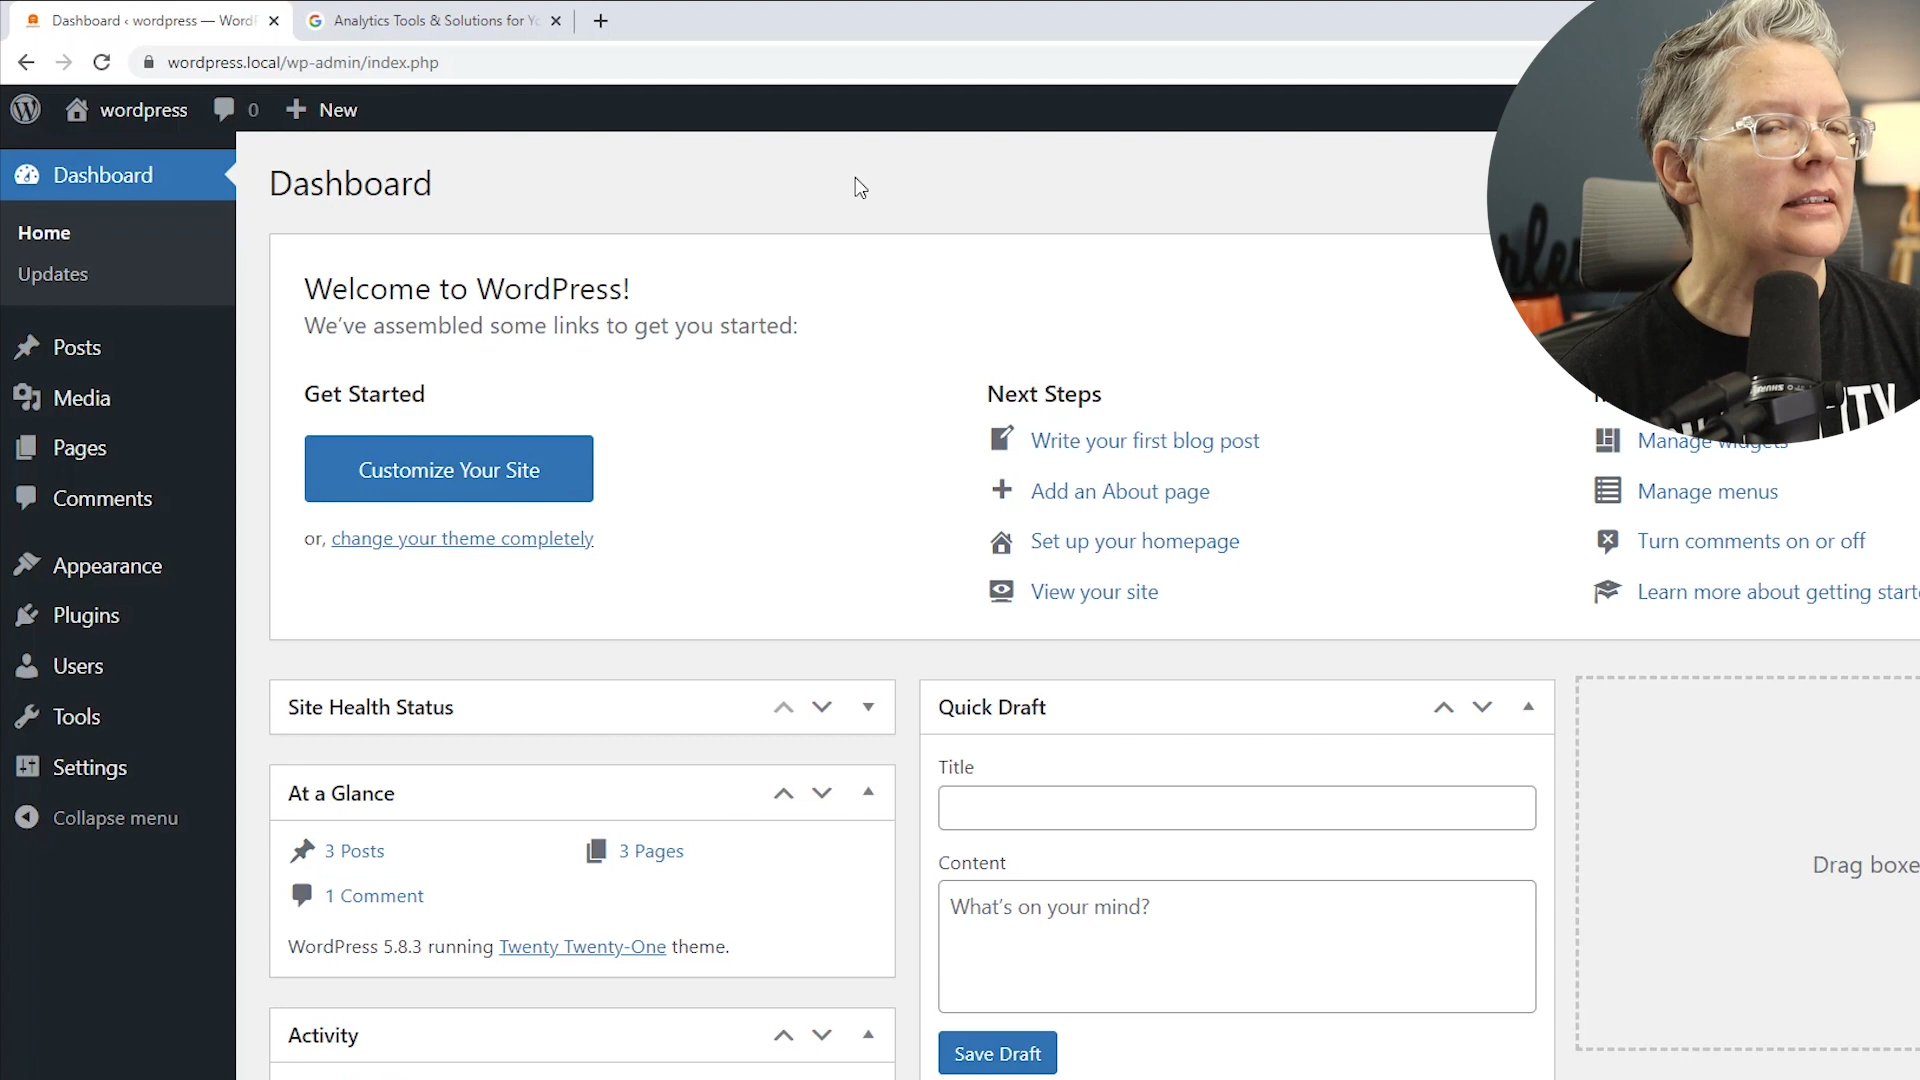 Dashboard ‹ wordpress — WordP
Analytics Tools & Solutions for Yo
wordpress.local/wp-admin/index.php
wordpress
0
New
Dashboard
Home
Updates
Posts
Media
Pages
Comments
Appearance
Plugins
Users
Tools
Settings
Collapse menu
Dashboard
Welcome to WordPress!
We've assembled some links to get you started:
Get Started
Customize Your Site
or, change your theme completely
Next Steps
Write your first blog post
Add an About page
Set up your homepage
View your site
Manage widgets
Manage menus
Turn comments on or off
Learn more about getting starte
Site Health Status
At a Glance
3 Posts
3 Pages
1 Comment
WordPress 5.8.3 running Twenty Twenty-One theme.
Activity
Quick Draft
Title
Content
What's on your mind?
Save Draft
Drag boxe
SHURE